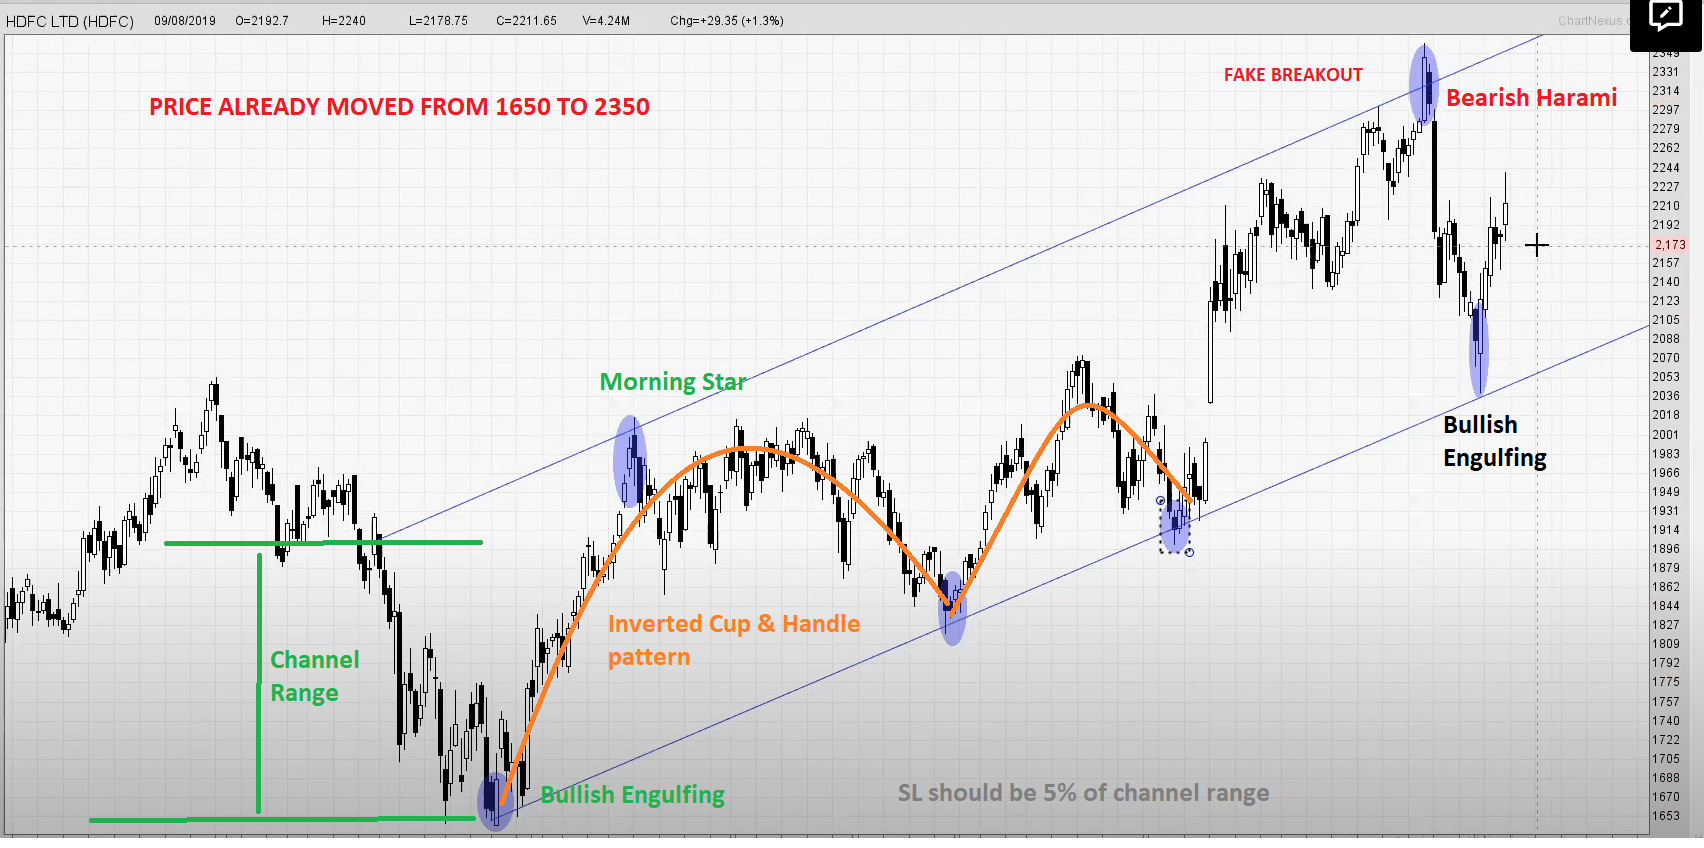 HDFC LTD (HDFC) 09/08/2019 O=2192.7 H=2240 L=2178.75 C=2211.65 V=4.24M Chg=+29.35 (+1.3%)
ChartNexus.c
PRICE ALREADY MOVED FROM 1650 TO 2350
FAKE BREAKOUT
Bearish Harami
Morning Star
Bullish
Engulfing
Inverted Cup & Handle
pattern
Channel
Range
Bullish Engulfing
SL should be 5% of channel range
2349
2331
2314
2297
2279
2262
2244
2227
2210
2192
2,173
2157
2140
2123
2105
2088
2070
2053
2036
2018
2001
1983
1966
1949
1931
1914
1896
1879
1862
1844
1827
1809
1792
1775
1757
1740
1722
1705
1688
1670
1653